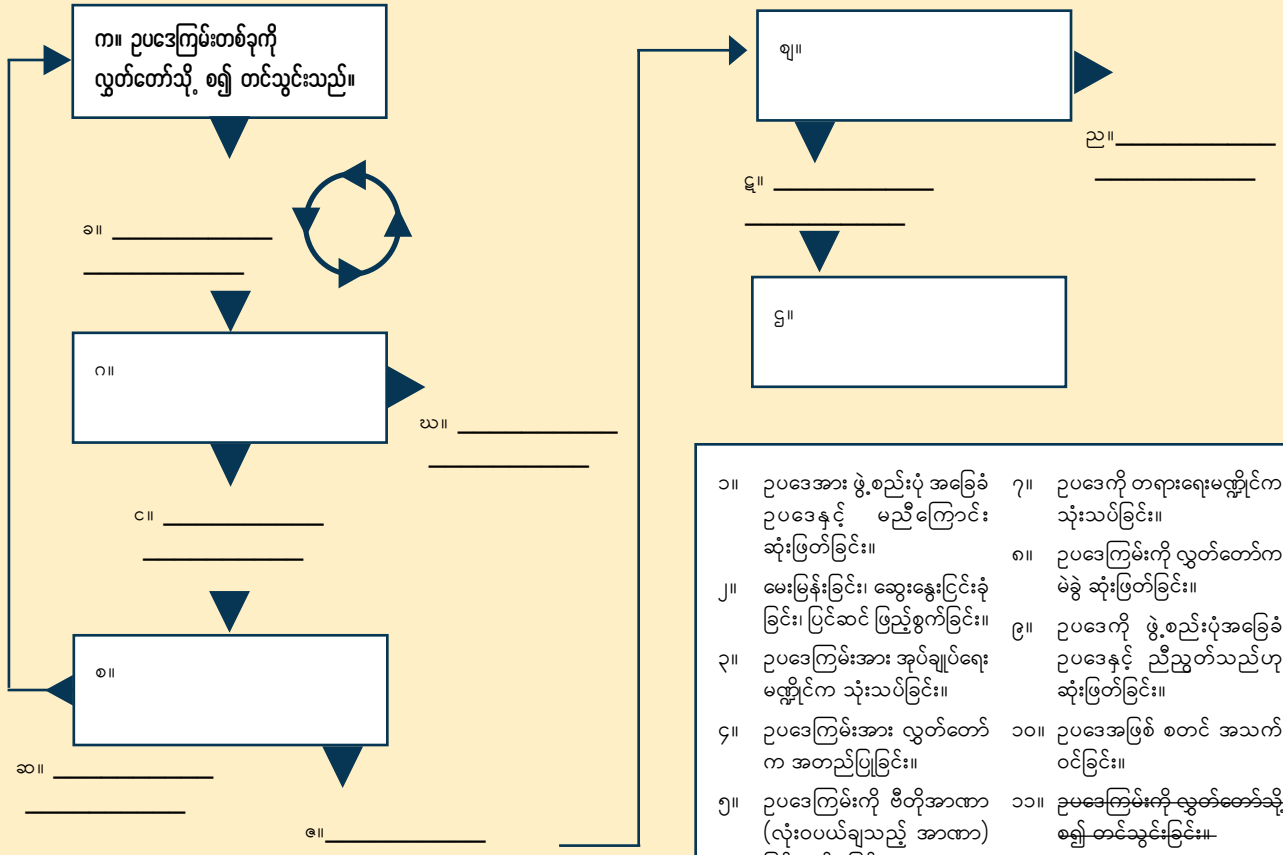 က။ ဥပဒေကြမ်းတစ်ခုကို
လွှတ်တော်သို့ စ၍ တင်သွင်းသည်။
ခ။
ဂ။
ဃ။
င။
စ။
ဆ။
ဇ။
ဈ။
ည။
ဋ။
ဌ။
၁။ ဥပဒေအား ဖွဲ့စည်းပုံ အခြေခံ
ဥပဒေနှင့် မညီကြောင်း
ဆုံးဖြတ်ခြင်း။
၂။ မေးမြန်းခြင်း၊ ဆွေးနွေးငြင်းခုံ
ခြင်း၊ ပြင်ဆင် ဖြည့်စွက်ခြင်း။
၃။ ဥပဒေကြမ်းအား အုပ်ချုပ်ရေး
မဏ္ဍိုင်က သုံးသပ်ခြင်း။
၄။ ဥပဒေကြမ်းအား လွှတ်တော်
က အတည်ပြုခြင်း။
၅။ ဥပဒေကြမ်းကို ဗီတိုအာဏာ
(လုံးဝပယ်ချသည့် အာဏာ)
၇။ ဥပဒေကို တရားရေးမဏ္ဍိုင်က
သုံးသပ်ခြင်း။
၈။ ဥပဒေကြမ်းကို လွှတ်တော်က
မဲခွဲ ဆုံးဖြတ်ခြင်း။
၉။ ဥပဒေကို ဖွဲ့စည်းပုံအခြေခံ
ဥပဒေနှင့် ညီညွတ်သည်ဟု
ဆုံးဖြတ်ခြင်း။
၁၀။ ဥပဒေအဖြစ် စတင် အသက်
ဝင်ခြင်း။
၁၁။ ဥပဒေကြမ်းကို လွှတ်တော်သို့
စ၍ တင်သွင်းခြင်း။